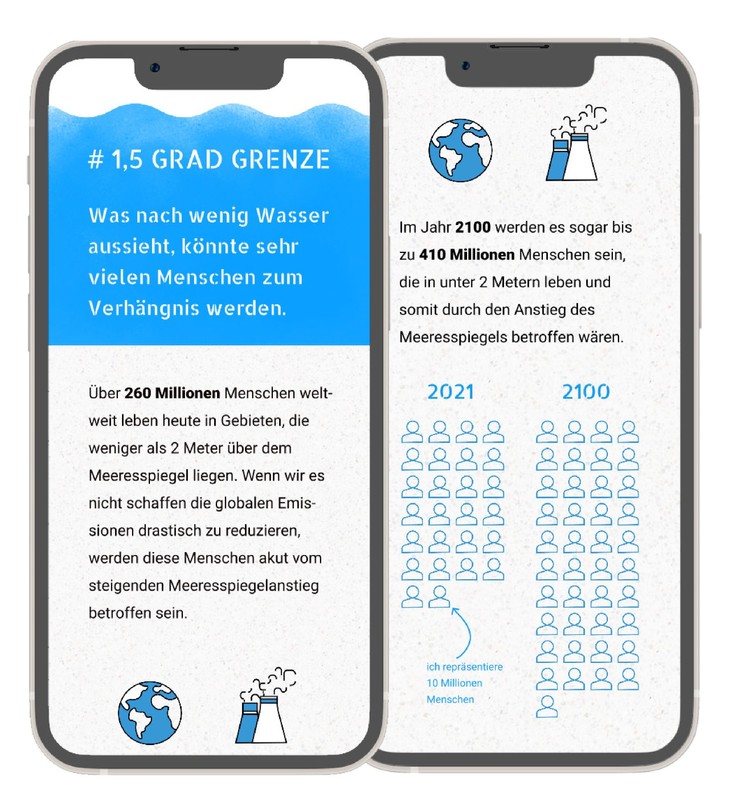 # 1,5 GRAD GRENZE
Was nach wenig Wasser
aussieht, könnte sehr
vielen Menschen zum
Verhängnis werden.
Über 260 Millionen Menschen welt-
weit leben heute in Gebieten, die
weniger als 2 Meter über dem
Meeresspiegel liegen. Wenn wir es
nicht schaffen die globalen Emis-
sionen drastisch zu reduzieren,
werden diese Menschen akut vom
steigenden Meeresspiegelanstieg
betroffen sein.
Im Jahr 2100 werden es sogar bis
zu 410 Millionen Menschen sein,
die in unter 2 Metern leben und
somit durch den Anstieg des
Meeresspiegels betroffen wären.
2021
2100
ich repräsentiere
10 Millionen
Menschen